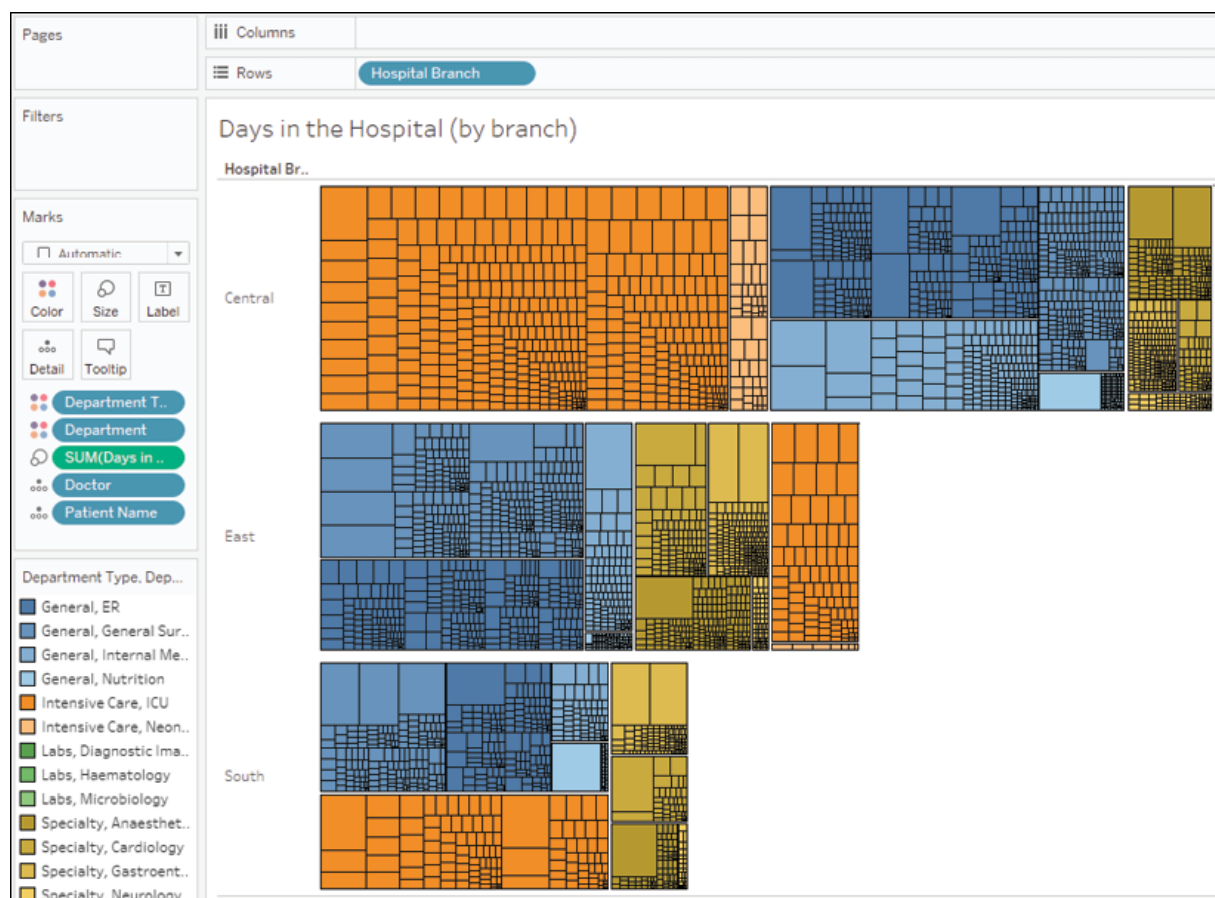 Pages
Columns
Rows
Hospital Branch
Filters
Days in the Hospital (by branch)
Hospital Br..
Marks
Automatic
Color
Size
Label
Detail
Tooltip
Department T..
Department
SUM(Days in ..
Doctor
Patient Name
Central
East
South
Department Type, Dep...
General, ER
General, General Sur..
General, Internal Me..
General, Nutrition
Intensive Care, ICU
Intensive Care, Neon..
Labs, Diagnostic Ima..
Labs, Haematology
Labs, Microbiology
Specialty, Anaesthet..
Specialty, Cardiology
Specialty, Gastroent..
Specialty, Neurology